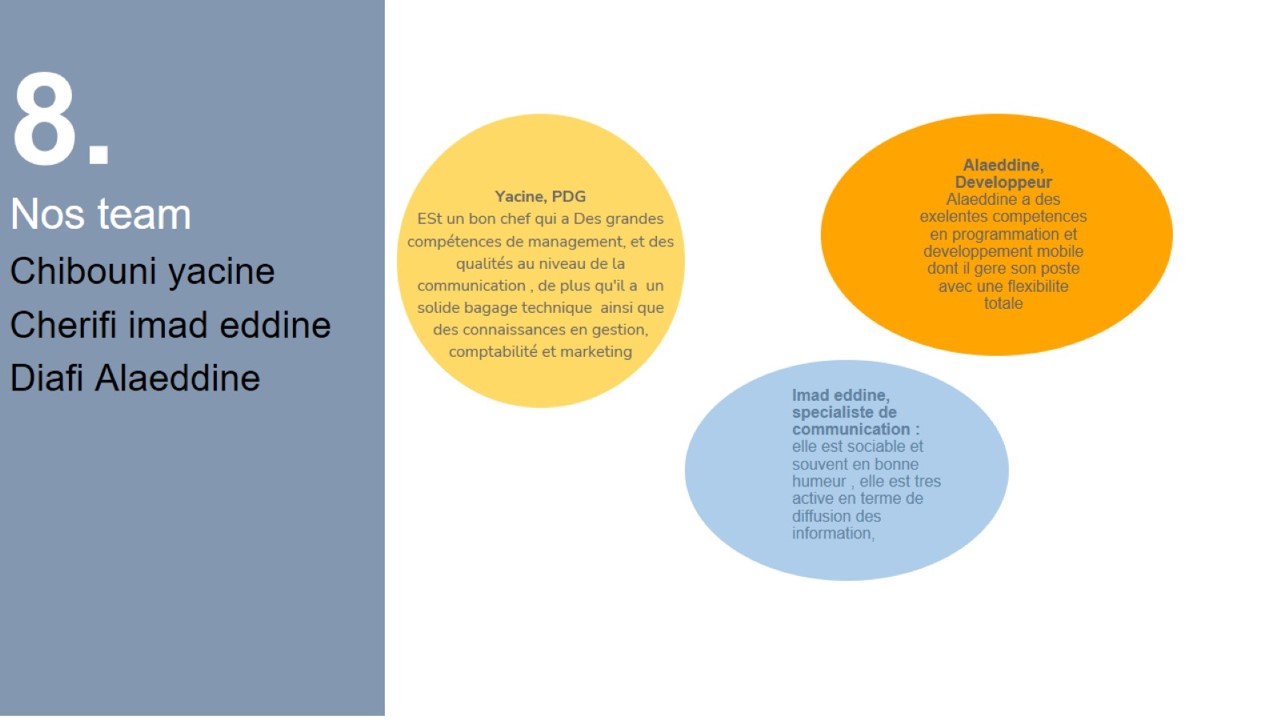 8.
Nos team
Chibouni yacine
Cherifi imad eddine
Diafi Alaeddine
Yacine, PDG
ESt un bon chef qui a Des grandes
compétences de management, et des
qualités au niveau de la
communication , de plus qu'il a  un
solide bagage technique  ainsi que
des connaissances en gestion,
comptabilité et marketing
Alaeddine,
Developpeur
Alaeddine a des
exelentes competences
en programmation et
developpement mobile
dont il gere son poste
avec une flexibilite
totale
Imad eddine,
specialiste de
communication :
elle est sociable et
souvent en bonne
humeur , elle est tres
active en terme de
diffusion des
information,